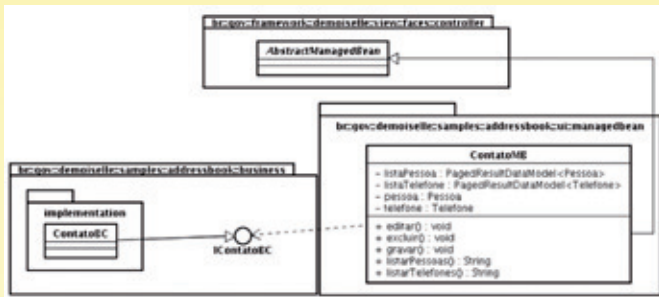 br::gov::framework::demoiselle::view::faces::controller
AbstractManagedBean
br::gov::demoiselle::samples::addressbook::ui::managedbean
ContatoMB
- listaPessoa : PagedResultDataModel<Pessoa>
- listaTelefone : PagedResultDataModel<Telefone>
- pessoa : Pessoa
- telefone : Telefone
+ editar() : void
+ excluir() : void
+ gravar() : void
+ listarPessoas() : String
+ listarTelefones() : String
br::gov::demoiselle::samples::addressbook::business
implementation
ContatoBC
IContatoBC